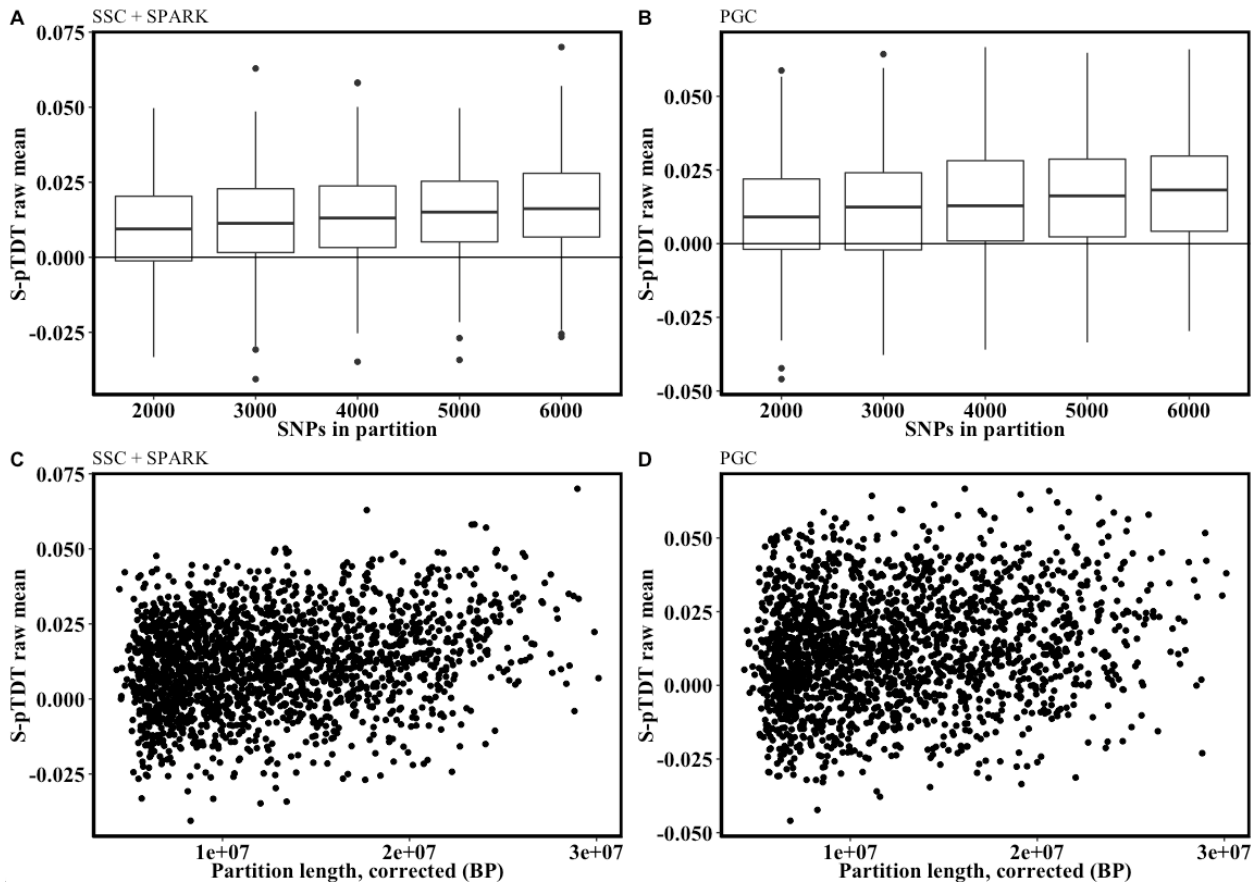 A SSC + SPARK
0.075
0.050
0.025
0.000
-0.025
S-pTDT raw mean
2000 3000 4000 5000 6000
SNPs in partition
B PGC
0.050
0.025
0.000
-0.025
-0.050
S-pTDT raw mean
2000 3000 4000 5000 6000
SNPs in partition
C SSC + SPARK
0.075
0.050
0.025
0.000
-0.025
S-pTDT raw mean
1e+07 2e+07 3e+07
Partition length, corrected (BP)
D PGC
0.050
0.025
0.000
-0.025
-0.050
S-pTDT raw mean
1e+07 2e+07 3e+07
Partition length, corrected (BP)